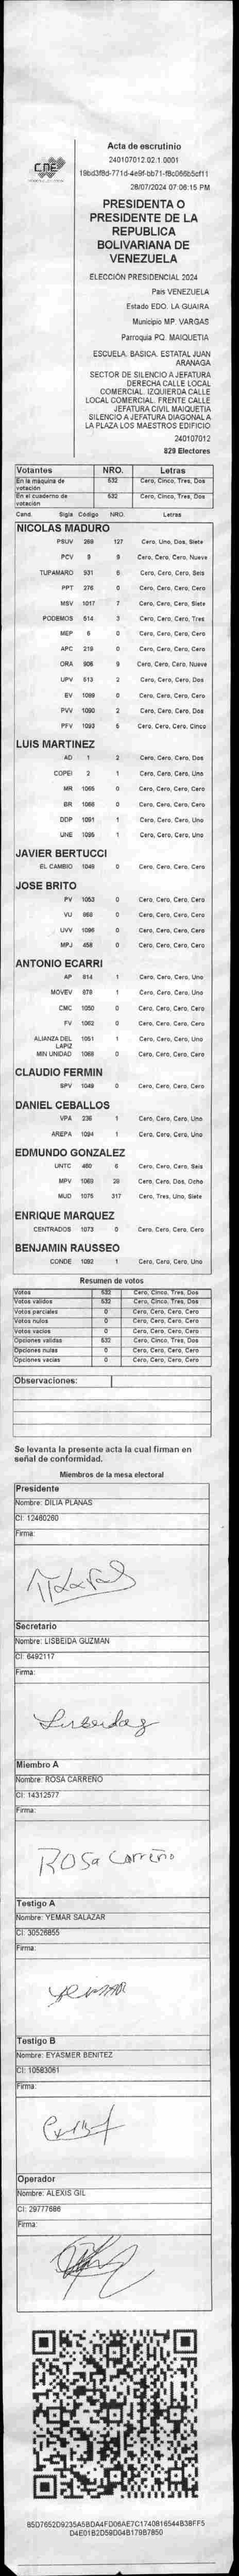 CNE
Acta de escrutinio
240107012.02.1.0001
28/07/2024 07:06:15 PM
PRESIDENTA O
PRESIDENTE DE LA
REPUBLICA
BOLIVARIANA DE
VENEZUELA
ELECCIÓN PRESIDENCIAL 2024
País VENEZUELA
Estado EDO. LA GUAIRA
Municipio MP. VARGAS
Parroquia PQ. MAIQUETIA
ESCUELA. BASICA. ESTATAL JUAN
ARANAGA
SECTOR DE SILENCIO A JEFATURA
DERECHA CALLE LOCAL
COMERCIAL. IZQUIERDA CALLE
LOCAL COMERCIAL. FRENTE CALLE
JEFATURA CIVIL MAIQUETIA
SILENCIO A JEFATURA DIAGONAL A
LA PLAZA LOS MAESTROS EDIFICIO
240107012
829 Electores
Votantes NRO. Letras
En la maquina de votación 532 Cero, Cinco, Tres, Dos
En el cuaderno de votación 532 Cero, Cinco, Tres, Dos
Cand. Sigla Código NRO. Letras
NICOLAS MADURO
PSUV 268 127 Cero, Uno, Dos, Siete
PCV 9 9 Cero, Cero, Cero, Nueve
TUPAMARO 931 6 Cero, Cero, Cero, Seis
PPT 276 0 Cero, Cero, Cero, Cero
MSV 1017 7 Cero, Cero, Cero, Siete
PODEMOS 514 3 Cero, Cero, Cero, Tres
MEP 6 0 Cero, Cero, Cero, Cero
APC 219 0 Cero, Cero, Cero, Cero
ORA 906 9 Cero, Cero, Cero, Nueve
UPV 513 2 Cero, Cero, Cero, Dos
EV 1099 0 Cero, Cero, Cero, Cero
PVV 1090 2 Cero, Cero, Cero, Dos
PFV 1093 5 Cero, Cero, Cero, Cinco
LUIS MARTINEZ
AD 1 2 Cero, Cero, Cero, Dos
COPEI 2 1 Cero, Cero, Cero, Uno
MR 1065 0 Cero, Cero, Cero, Cero
BR 1066 0 Cero, Cero, Cero, Cero
DDP 1091 1 Cero, Cero, Cero, Uno
UNE 1095 1 Cero, Cero, Cero, Uno
JAVIER BERTUCCI
EL CAMBIO 1048 0 Cero, Cero, Cero, Cero
JOSE BRITO
PV 1053 0 Cero, Cero, Cero, Cero
VU 868 0 Cero, Cero, Cero, Cero
UVV 1096 0 Cero, Cero, Cero, Cero
MPJ 458 0 Cero, Cero, Cero, Cero
ANTONIO ECARRI
AP 814 1 Cero, Cero, Cero, Uno
MOVEV 679 1 Cero, Cero, Cero, Uno
CMC 1050 0 Cero, Cero, Cero, Cero
FV 1062 0 Cero, Cero, Cero, Cero
ALIANZA DEL LAPIZ 1051 1 Cero, Cero, Cero, Uno
MIN UNIDAD 1068 0 Cero, Cero, Cero, Cero
CLAUDIO FERMIN
SPV 1049 0 Cero, Cero, Cero, Cero
DANIEL CEBALLOS
VPA 236 1 Cero, Cero, Cero, Uno
AREPA 1094 1 Cero, Cero, Cero, Uno
EDMUNDO GONZALEZ
UNTC 480 6 Cero, Cero, Cero, Seis
MPV 1069 28 Cero, Cero, Dos, Ocho
MUD 1075 317 Cero, Tres, Uno, Siete
ENRIQUE MARQUEZ
CENTRADOS 1073 0 Cero, Cero, Cero, Cero
BENJAMIN RAUSSEO
CONDE 1092 1 Cero, Cero, Cero, Uno
Resumen de votos
Votos 532 Cero, Cinco, Tres, Dos
Votos validos 532 Cero, Cinco, Tres, Dos
Votos parciales 0 Cero, Cero, Cero, Cero
Votos nulos 0 Cero, Cero, Cero, Cero
Votos vacios 0 Cero, Cero, Cero, Cero
Opciones validas 532 Cero, Cinco, Tres, Dos
Opciones nulas 0 Cero, Cero, Cero, Cero
Opciones vacias 0 Cero, Cero, Cero, Cero
Observaciones:
Se levanta la presente acta la cual firman en
señal de conformidad.
Miembros de la mesa electoral
Presidente
Nombre: DILIA PLANAS
CI: 12460260
Firma:
Secretario
Nombre: LISBEIDA GUZMAN
CI: 6492117
Firma:
Lisbeidag
Miembro A
Nombre: ROSA CARREÑO
CI: 14312577
Firma:
ROSa Carreño
Testigo A
Nombre: YEMAR SALAZAR
CI: 30526855
Firma:
Testigo B
Nombre: EYASMER BENITEZ
CI: 10583061
Firma:
Operador
Nombre: ALEXIS GIL
CI: 29777686
Firma: